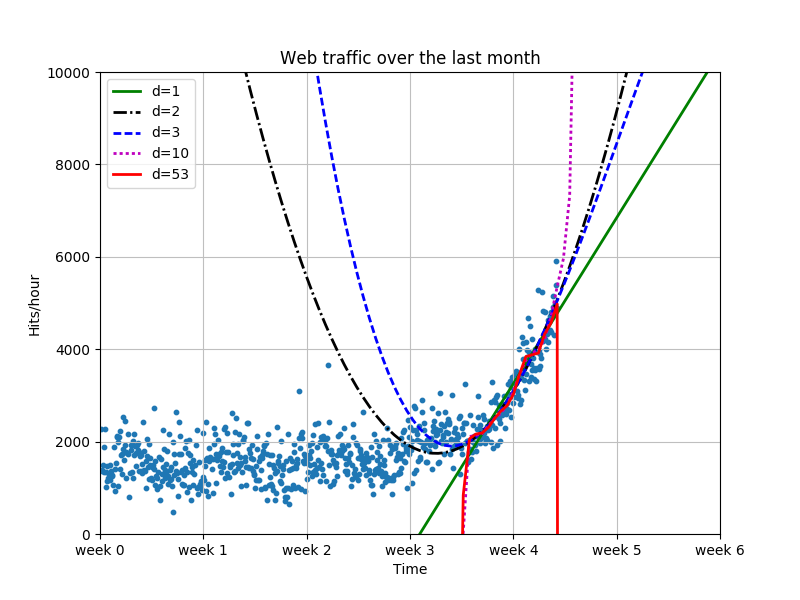 Web traffic over the last month
10000
8000
6000
4000
2000
0
Hits/hour
d=1
d=2
d=3
d=10
d=53
week 0 week 1 week 2 week 3 week 4 week 5 week 6
Time